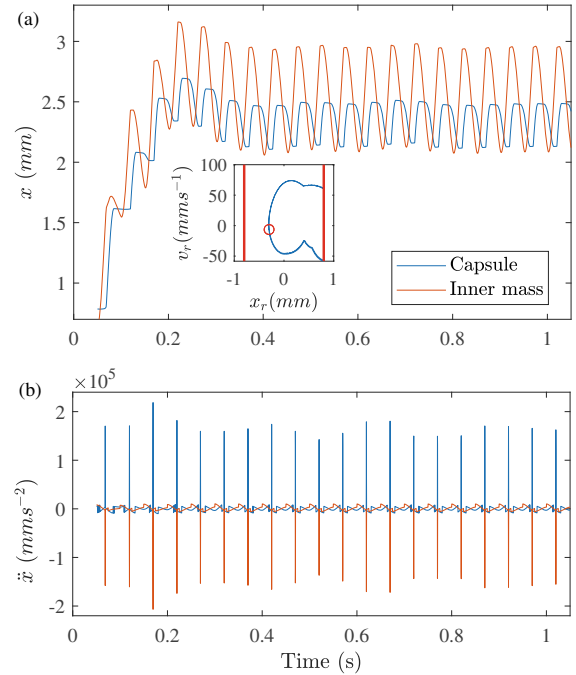 (a)
x (mm)
3
2.5
2
1.5
1
0 0.2 0.4 0.6 0.8 1
v_r(mms⁻¹)
100
50
0
-50
-1 0 1
x_r(mm)
Capsule
Inner mass
(b)
×10⁵
ẍ (mms⁻²)
2
1
0
-1
-2
0 0.2 0.4 0.6 0.8 1
Time (s)